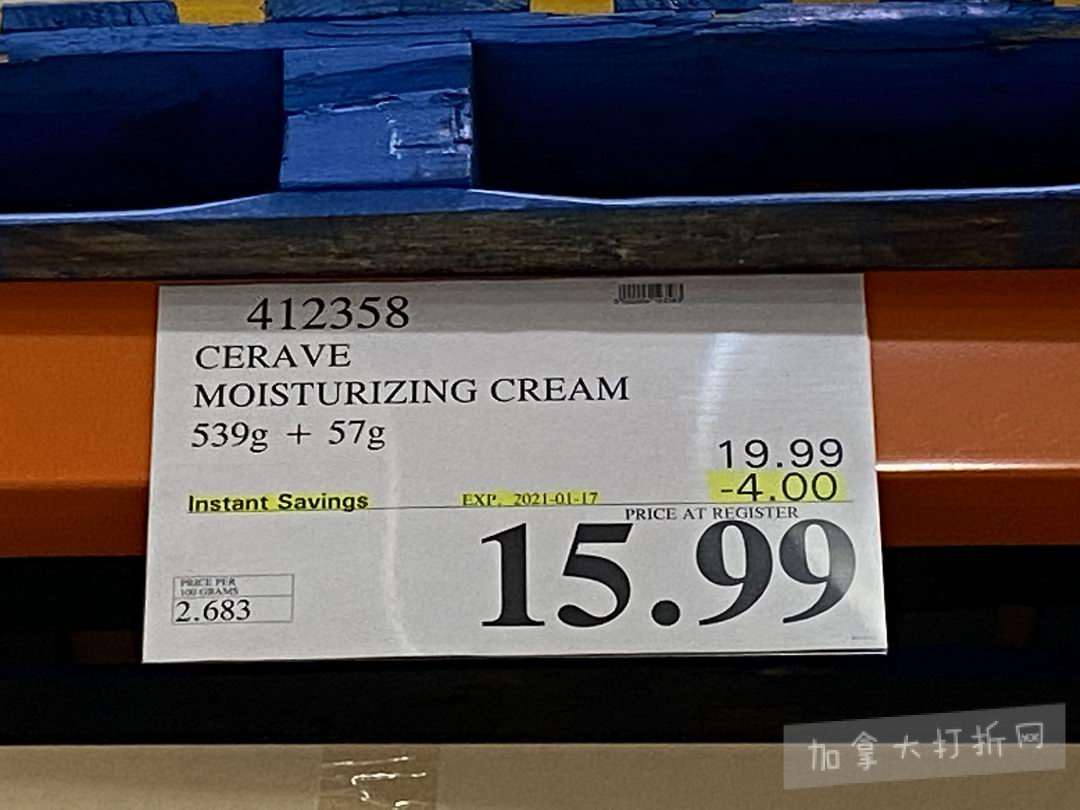 412358
CERAVE
MOISTURIZING CREAM
539g + 57g
19.99
-4.00
Instant Savings EXP. 2021-01-17
PRICE AT REGISTER
15.99
PRICE PER
100 GRAMS
2.683
加拿大打折网